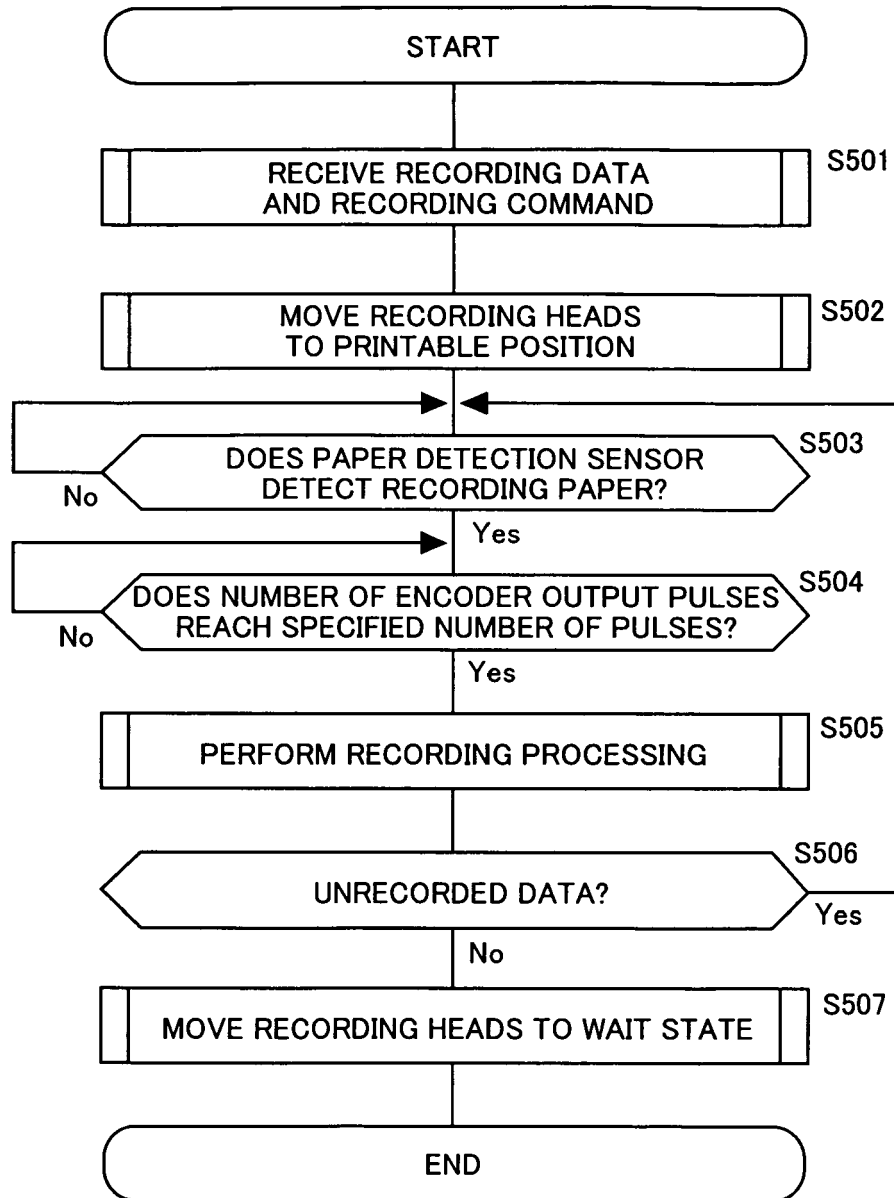 START
S501
RECEIVE RECORDING DATA
AND RECORDING COMMAND
S502
MOVE RECORDING HEADS
TO PRINTABLE POSITION
S503
DOES PAPER DETECTION SENSOR
DETECT RECORDING PAPER?
No
Yes
S504
DOES NUMBER OF ENCODER OUTPUT PULSES
REACH SPECIFIED NUMBER OF PULSES?
No
Yes
S505
PERFORM RECORDING PROCESSING
S506
UNRECORDED DATA?
Yes
No
S507
MOVE RECORDING HEADS TO WAIT STATE
END